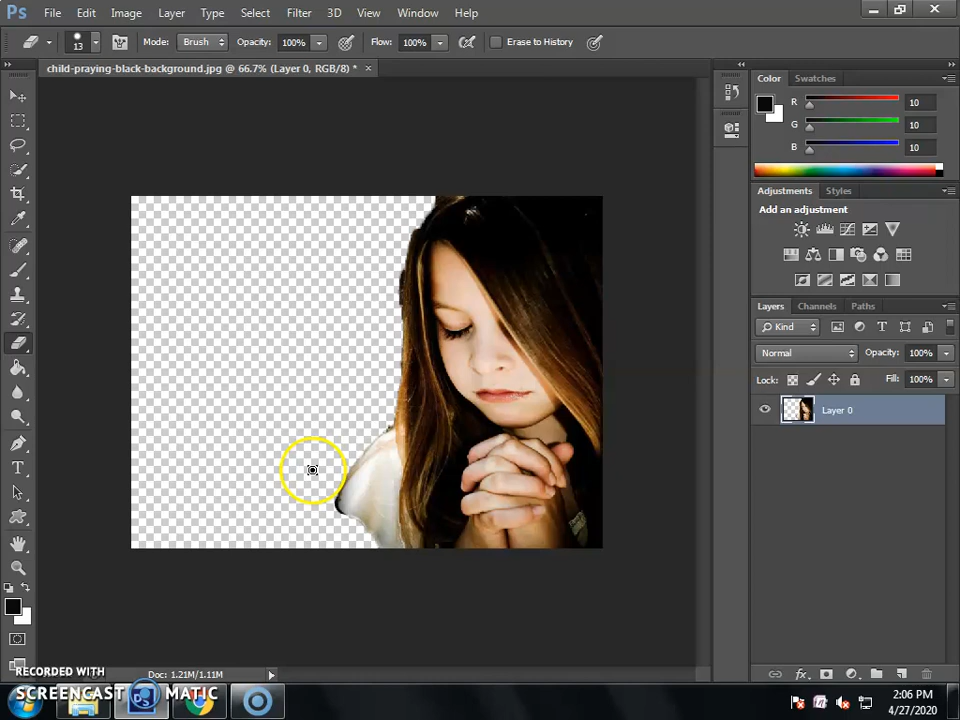 Ps File Edit Image Layer Type Select Filter 3D View Window Help
13 Mode: Brush Opacity: 100% Flow: 100% Erase to History
child-praying-black-background.jpg @ 66.7% (Layer 0, RGB/8) * ×
Color Swatches
R 10
G 10
B 10
Adjustments Styles
Add an adjustment
Layers Channels Paths
Kind
Normal Opacity: 100%
Lock: Fill: 100%
Layer 0
Doc: 1.21M/1.11M
RECORDED WITH
SCREENCAST MATIC
2:06 PM
4/27/2020